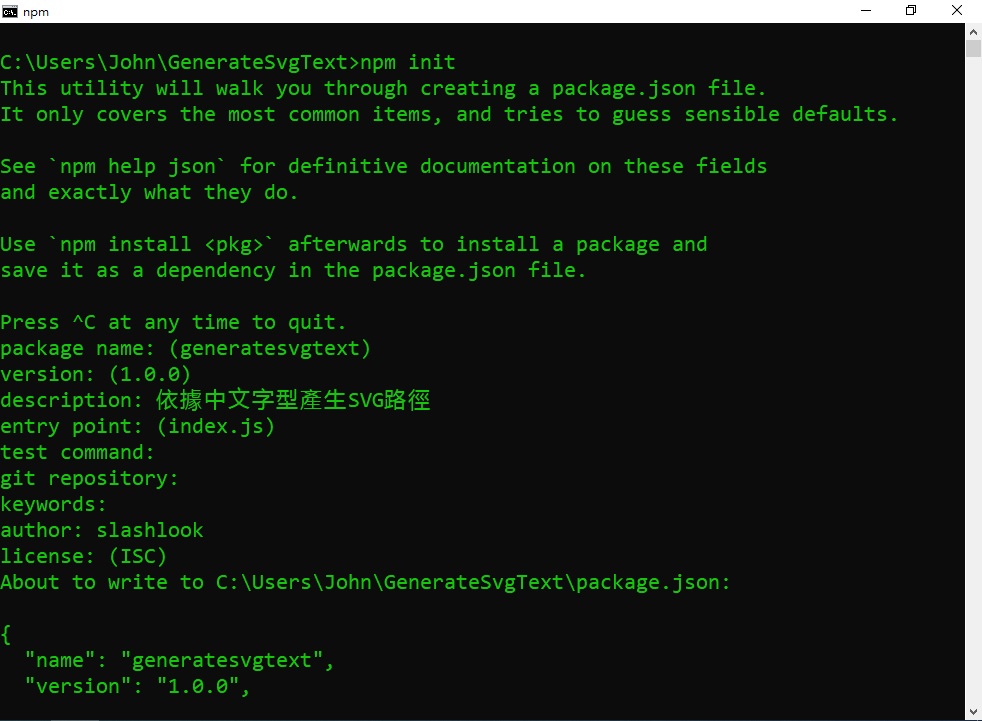 npm
C:\Users\John\GenerateSvgText>npm init
This utility will walk you through creating a package.json file.
It only covers the most common items, and tries to guess sensible defaults.
See `npm help json` for definitive documentation on these fields
and exactly what they do.
Use `npm install <pkg>` afterwards to install a package and
save it as a dependency in the package.json file.
Press ^C at any time to quit.
package name: (generatesvgtext)
version: (1.0.0)
description: 依據中文字型產生SVG路徑
entry point: (index.js)
test command:
git repository:
keywords:
author: slashlook
license: (ISC)
About to write to C:\Users\John\GenerateSvgText\package.json:
{
  "name": "generatesvgtext",
  "version": "1.0.0",